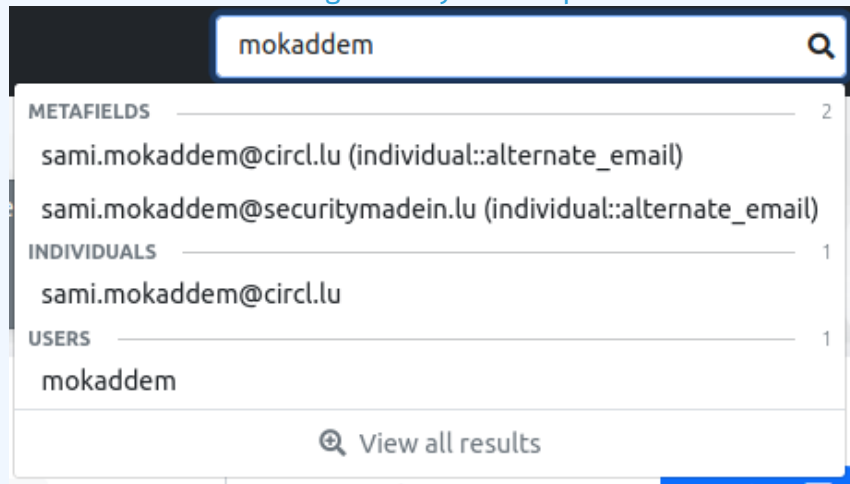 mokaddem
METAFIELDS 2
sami.mokaddem@circl.lu (individual::alternate_email)
sami.mokaddem@securitymadein.lu (individual::alternate_email)
INDIVIDUALS 1
sami.mokaddem@circl.lu
USERS 1
mokaddem
View all results